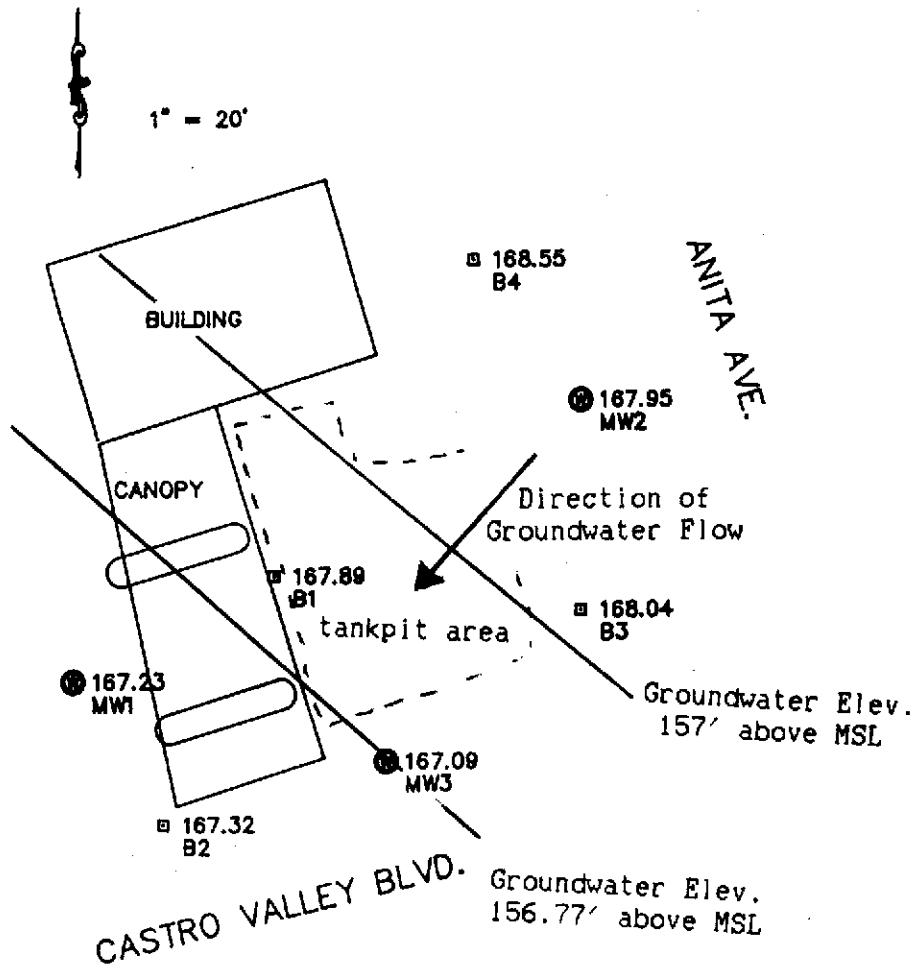 1" = 20'
168.55
B4
ANITA AVE.
BUILDING
167.95
MW2
CANOPY
Direction of
Groundwater Flow
167.89
B1
168.04
B3
tankpit area
167.23
MW1
Groundwater Elev.
157' above MSL
167.09
MW3
167.32
B2
CASTRO VALLEY BLVD.
Groundwater Elev.
156.77' above MSL